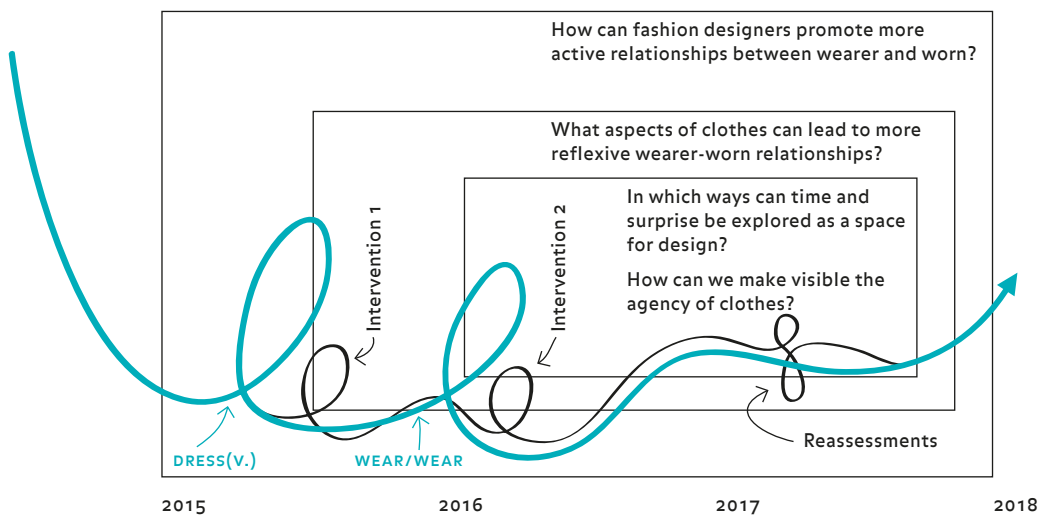 How can fashion designers promote more
active relationships between wearer and worn?
What aspects of clothes can lead to more
reflexive wearer-worn relationships?
In which ways can time and
surprise be explored as a space
for design?
How can we make visible the
agency of clothes?
Intervention 1
Intervention 2
Reassessments
DRESS(V.)
WEAR/WEAR
2015
2016
2017
2018